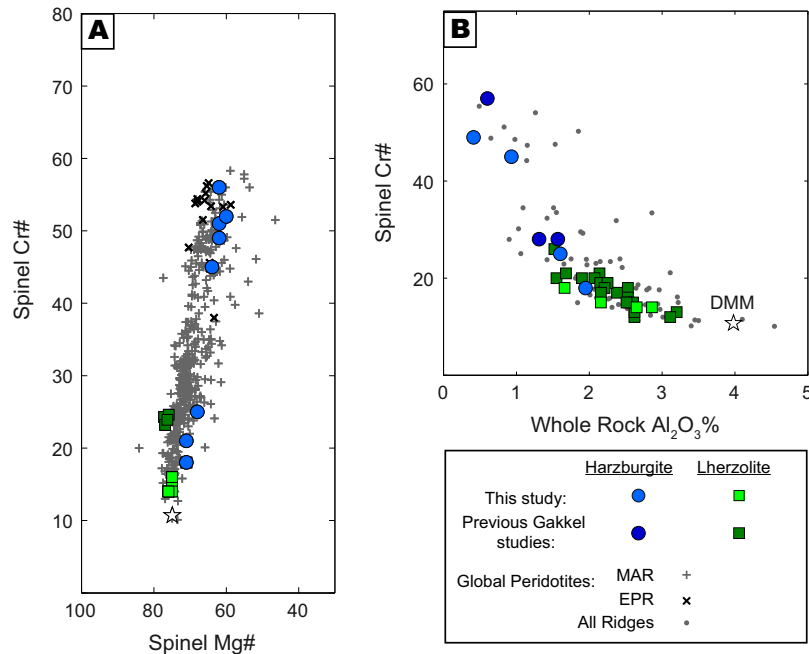 A
80
70
60
50
40
30
20
10
100
80
60
40
Spinel Cr#
Spinel Mg#
B
60
40
20
0
1
2
3
4
5
Spinel Cr#
DMM
Whole Rock Al₂O₃%
Harzburgite Lherzolite
This study:
Previous Gakkel
studies:
Global Peridotites: MAR
EPR
All Ridges